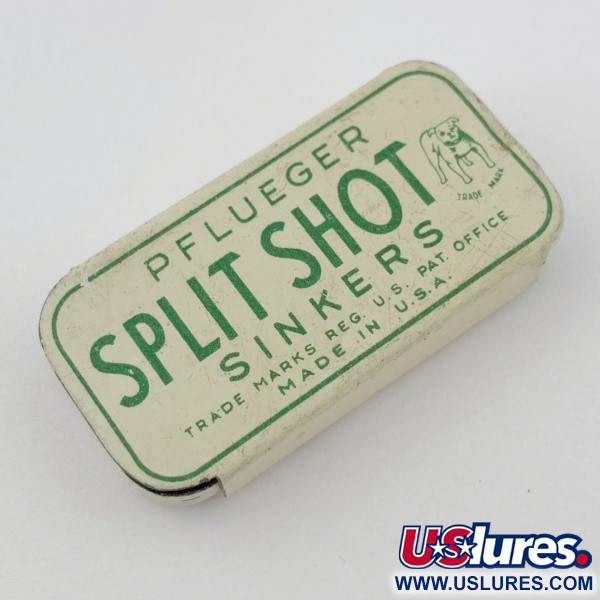 PFLUEGER
SPLIT SHOT
SINKERS
TRADE MARKS REG. U.S. PAT. OFFICE
MADE IN U.S.A.
TRADE MARK
USlures.
WWW.USLURES.COM